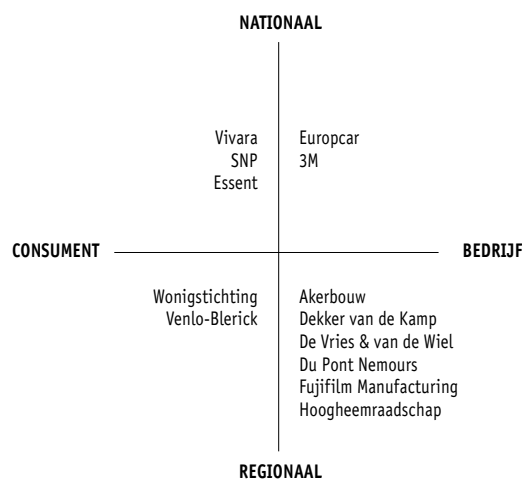 NATIONAAL
Vivara
SNP
Essent
Europcar
3M
CONSUMENT
BEDRIJF
Wonigstichting
Venlo-Blerick
Akerbouw
Dekker van de Kamp
De Vries & van de Wiel
Du Pont Nemours
Fujifilm Manufacturing
Hoogheemraadschap
REGIONAAL